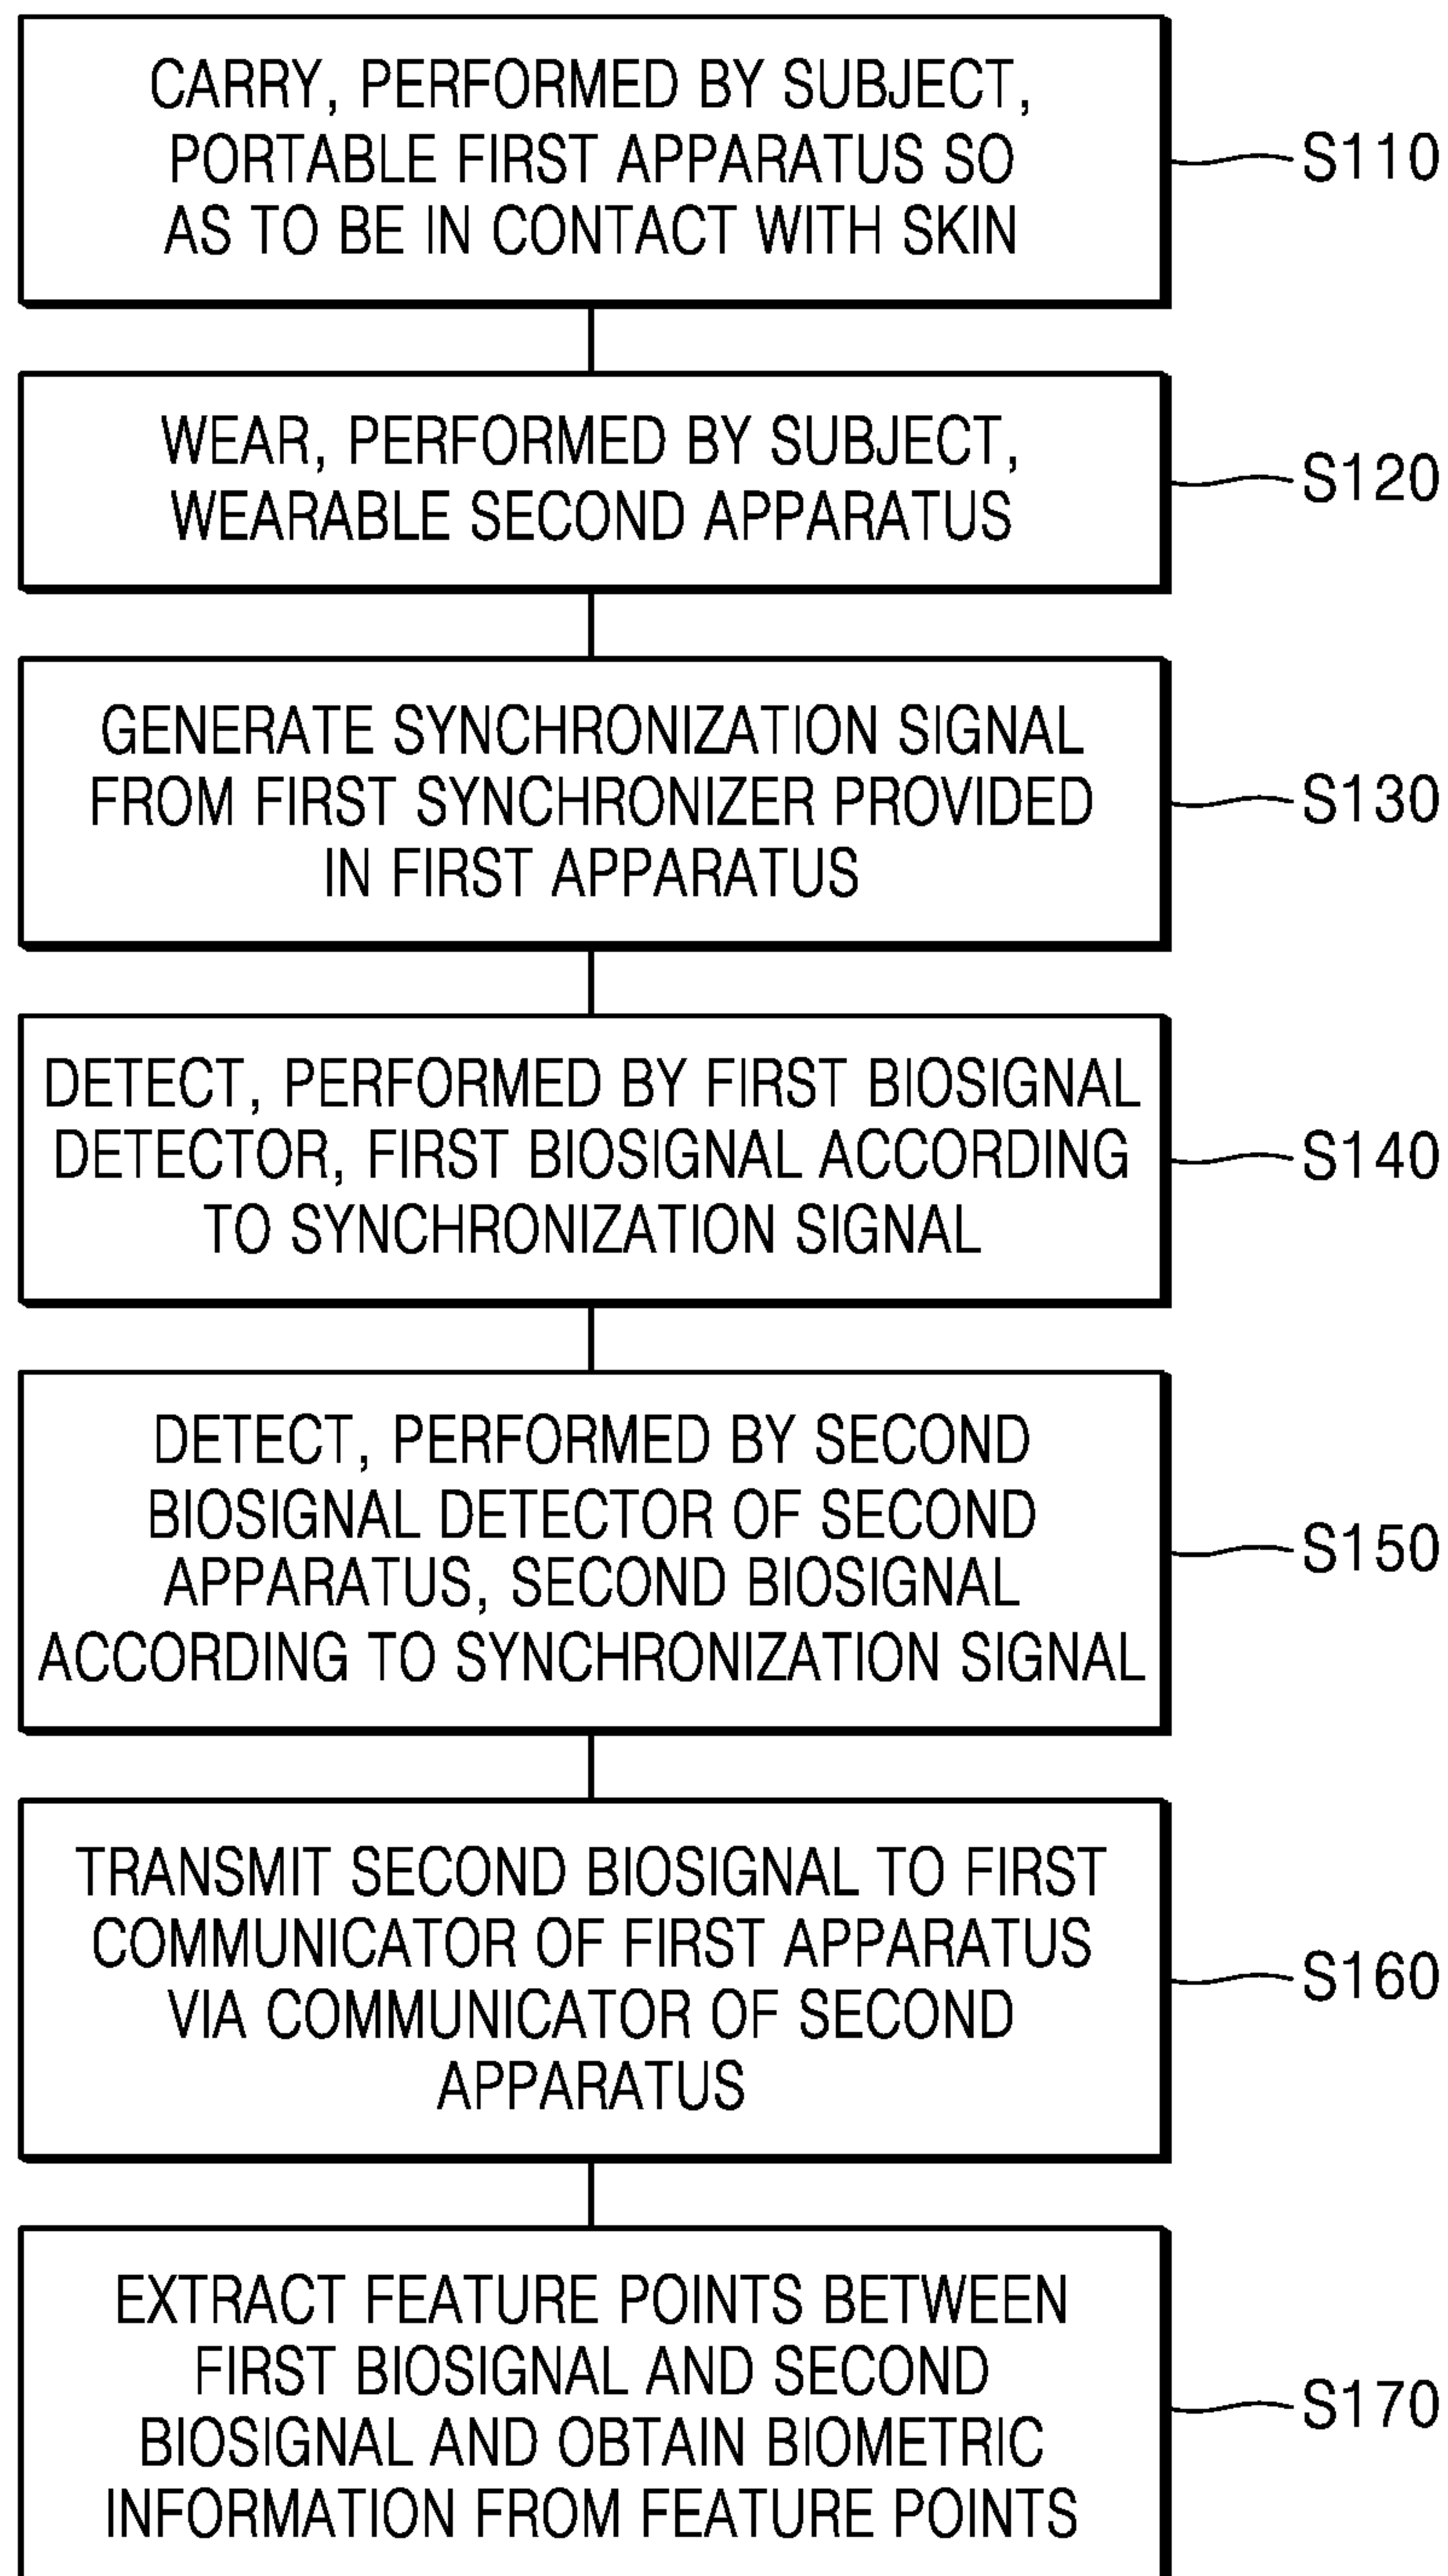 CARRY, PERFORMED BY SUBJECT,
PORTABLE FIRST APPARATUS SO
AS TO BE IN CONTACT WITH SKIN
S110
WEAR, PERFORMED BY SUBJECT,
WEARABLE SECOND APPARATUS
S120
GENERATE SYNCHRONIZATION SIGNAL
FROM FIRST SYNCHRONIZER PROVIDED
IN FIRST APPARATUS
S130
DETECT, PERFORMED BY FIRST BIOSIGNAL
DETECTOR, FIRST BIOSIGNAL ACCORDING
TO SYNCHRONIZATION SIGNAL
S140
DETECT, PERFORMED BY SECOND
BIOSIGNAL DETECTOR OF SECOND
APPARATUS, SECOND BIOSIGNAL
ACCORDING TO SYNCHRONIZATION SIGNAL
S150
TRANSMIT SECOND BIOSIGNAL TO FIRST
COMMUNICATOR OF FIRST APPARATUS
VIA COMMUNICATOR OF SECOND
APPARATUS
S160
EXTRACT FEATURE POINTS BETWEEN
FIRST BIOSIGNAL AND SECOND
BIOSIGNAL AND OBTAIN BIOMETRIC
INFORMATION FROM FEATURE POINTS
S170